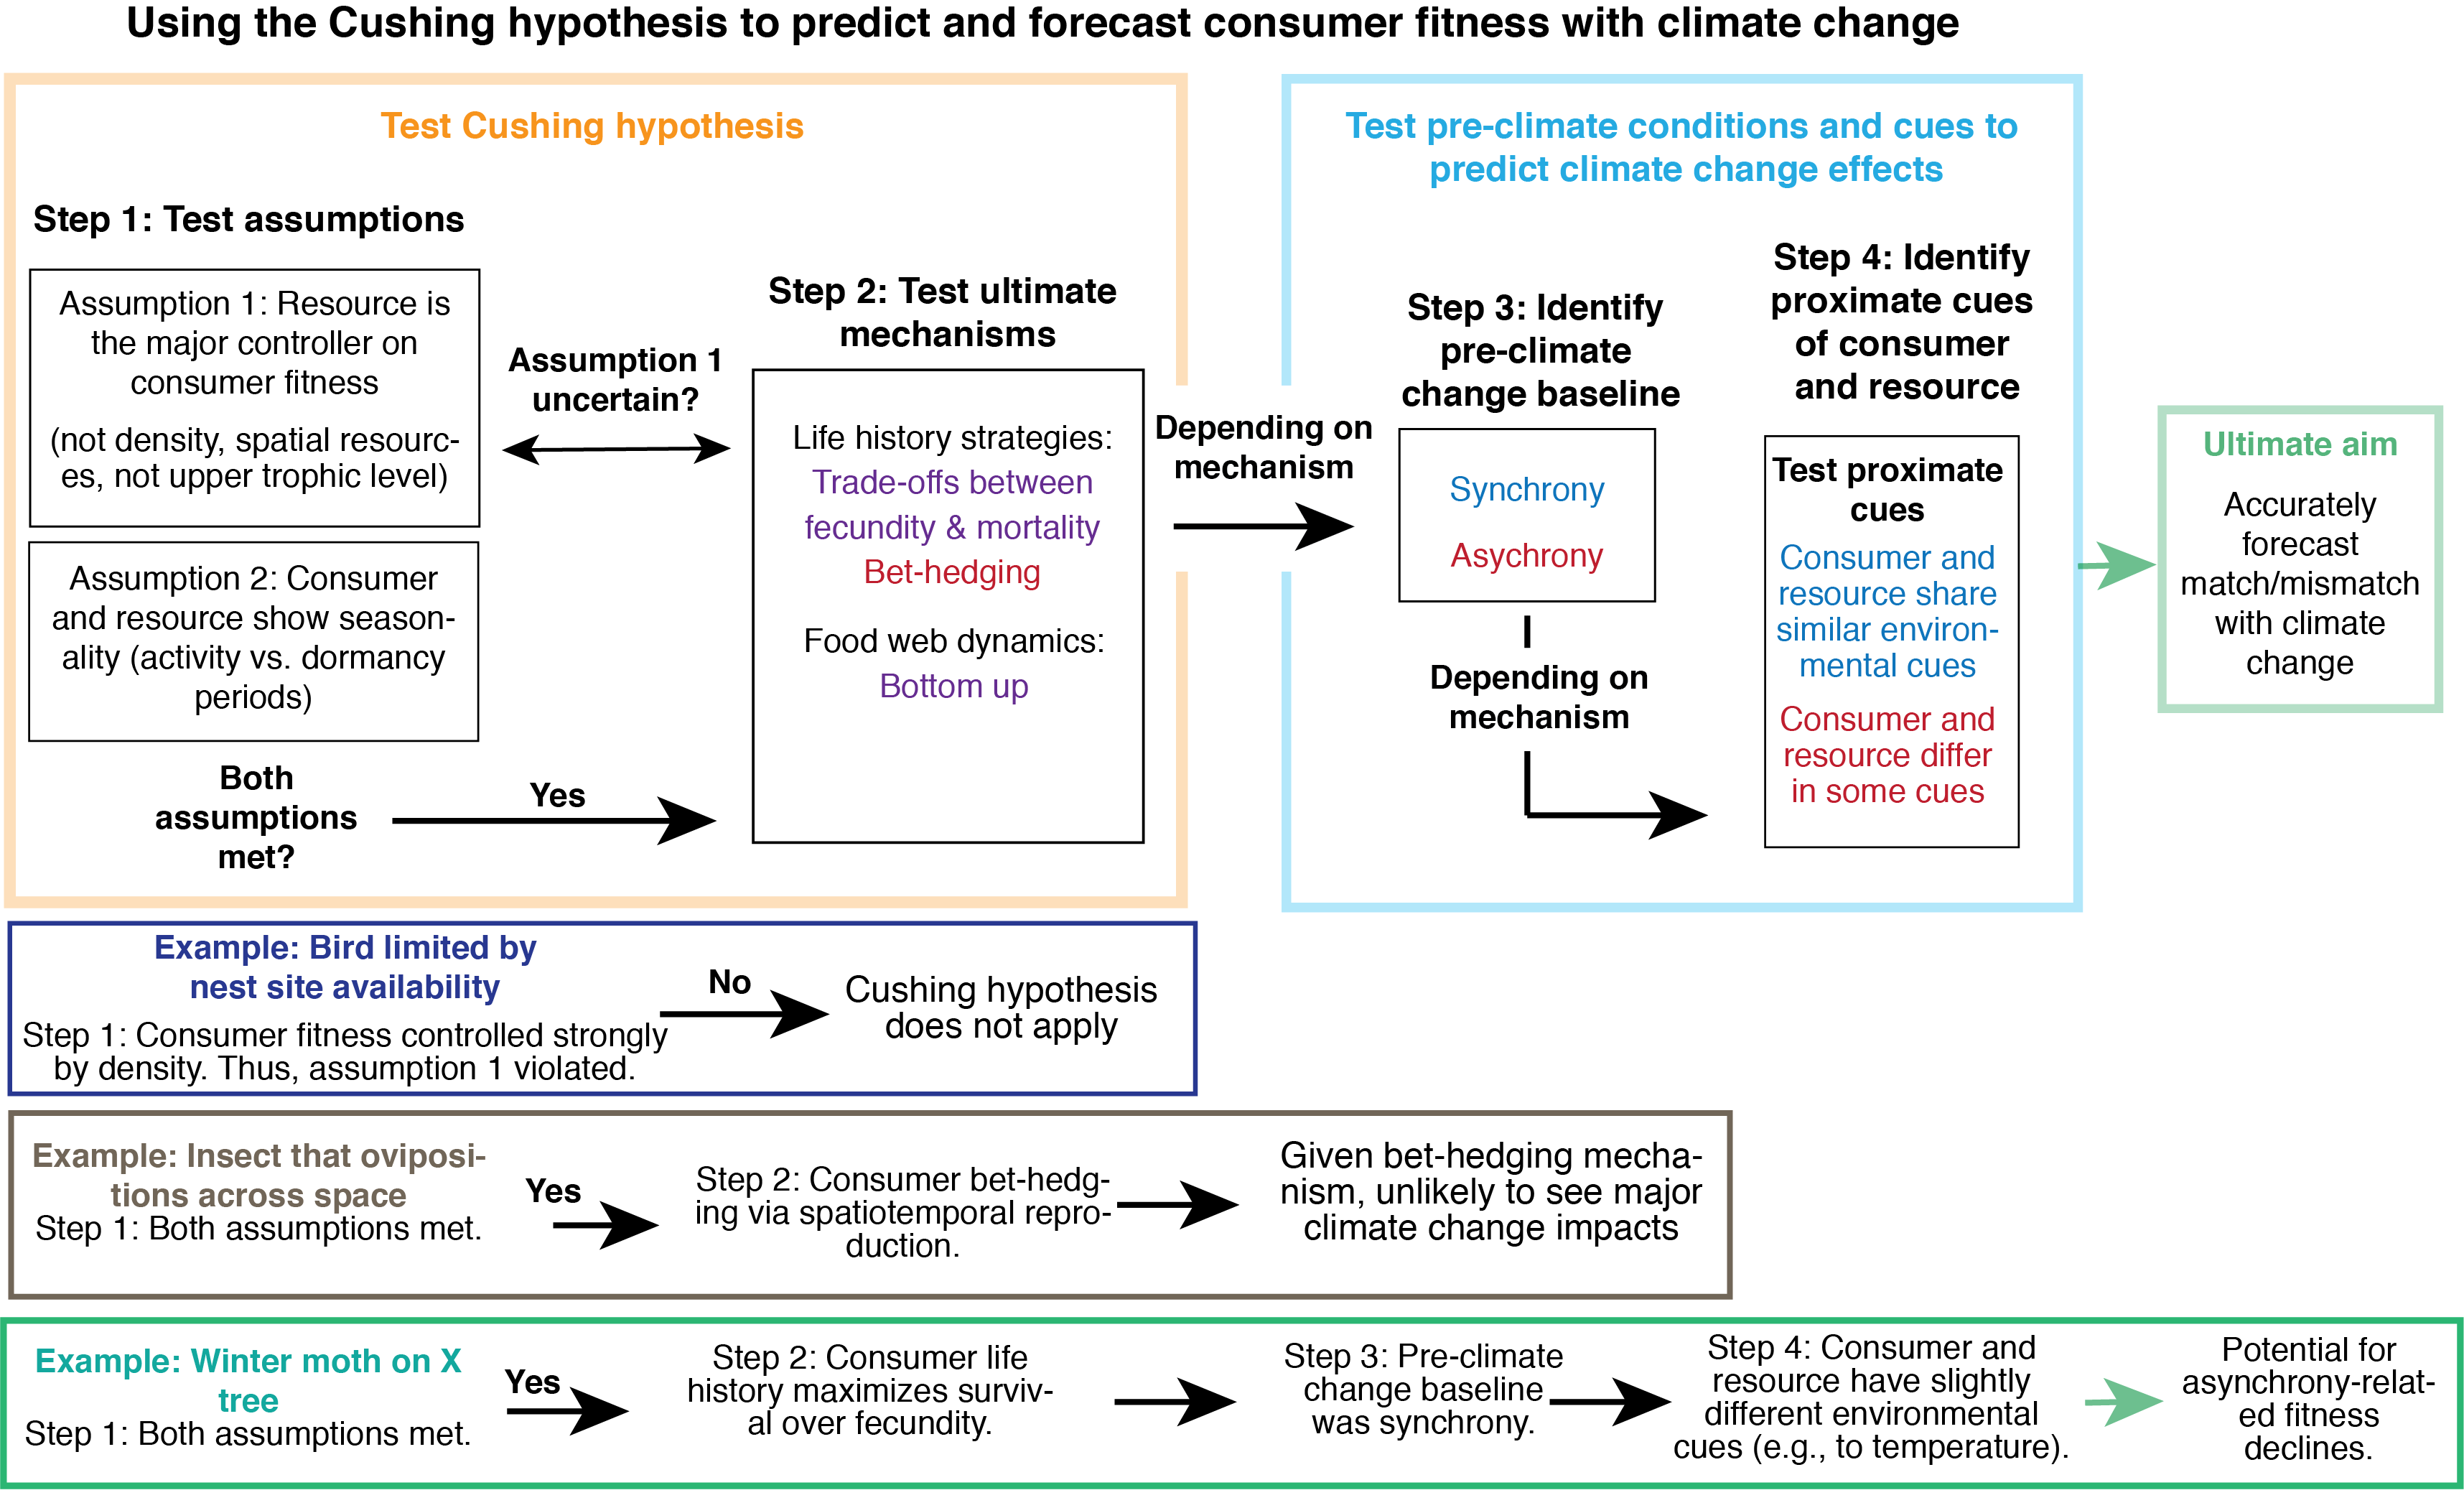 Using the Cushing hypothesis to predict and forecast consumer fitness with climate change
Test Cushing hypothesis
Step 1: Test assumptions
Assumption 1: Resource is
the major controller on
consumer fitness
(not density, spatial resourc-
es, not upper trophic level)
Assumption 2: Consumer
and resource show season-
ality (activity vs. dormancy
periods)
Both
assumptions
met?
Yes
Assumption 1
uncertain?
Step 2: Test ultimate
mechanisms
Life history strategies:
Trade-offs between
fecundity & mortality
Bet-hedging
Food web dynamics:
Bottom up
Depending on
mechanism
Test pre-climate conditions and cues to
predict climate change effects
Step 3: Identify
pre-climate
change baseline
Synchrony
Asychrony
Depending on
mechanism
Step 4: Identify
proximate cues
of consumer
and resource
Test proximate
cues
Consumer and
resource share
similar environ-
mental cues
Consumer and
resource differ
in some cues
Ultimate aim
Accurately
forecast
match/mismatch
with climate
change
Example: Bird limited by
nest site availability
Step 1: Consumer fitness controlled strongly
by density. Thus, assumption 1 violated.
No
Cushing hypothesis
does not apply
Example: Insect that oviposi-
tions across space
Step 1: Both assumptions met.
Yes
Step 2: Consumer bet-hedg-
ing via spatiotemporal repro-
duction.
Given bet-hedging mecha-
nism, unlikely to see major
climate change impacts
Example: Winter moth on X
tree
Step 1: Both assumptions met.
Yes
Step 2: Consumer life
history maximizes surviv-
al over fecundity.
Step 3: Pre-climate
change baseline
was synchrony.
Step 4: Consumer and
resource have slightly
different environmental
cues (e.g., to temperature).
Potential for
asynchrony-relat-
ed fitness
declines.